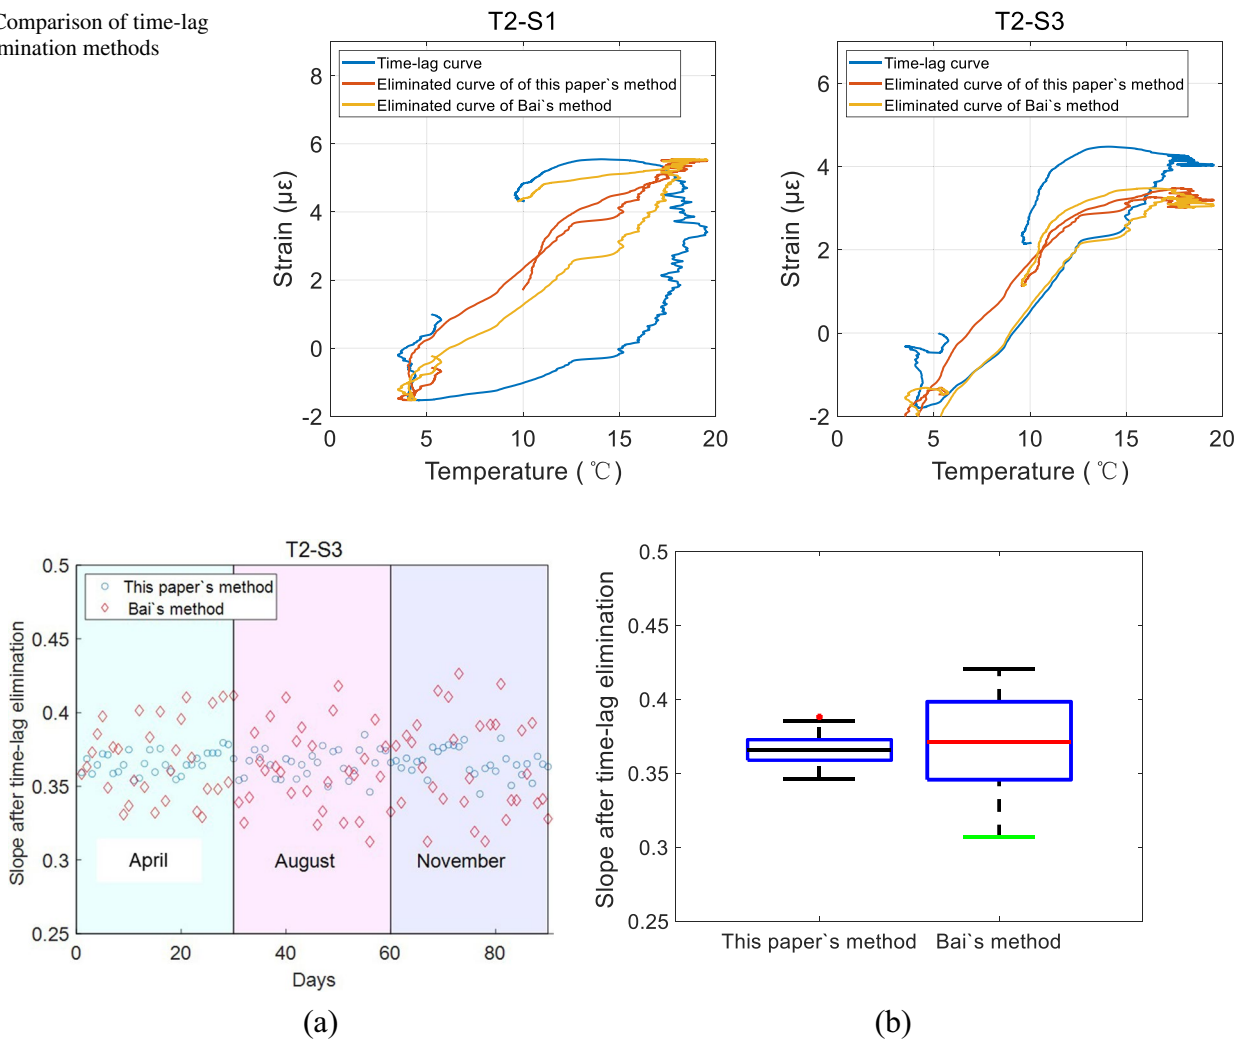 Comparison of time-lag
mination methods
T2-S1
Time-lag curve
Eliminated curve of of this paper`s method
Eliminated curve of Bai`s method
8
6
4
2
0
-2
0
5
10
15
20
Strain (με)
Temperature ( ℃)
T2-S3
Time-lag curve
Eliminated curve of of this paper`s method
Eliminated curve of Bai`s method
6
4
2
0
-2
0
5
10
15
20
Strain (με)
Temperature ( ℃)
T2-S3
This paper`s method
Bai`s method
0.5
0.45
0.4
0.35
0.3
0.25
Slope after time-lag elimination
April
August
November
0
20
40
60
80
Days
(a)
0.5
0.45
0.4
0.35
0.3
0.25
Slope after time-lag elimination
This paper`s method
Bai`s method
(b)